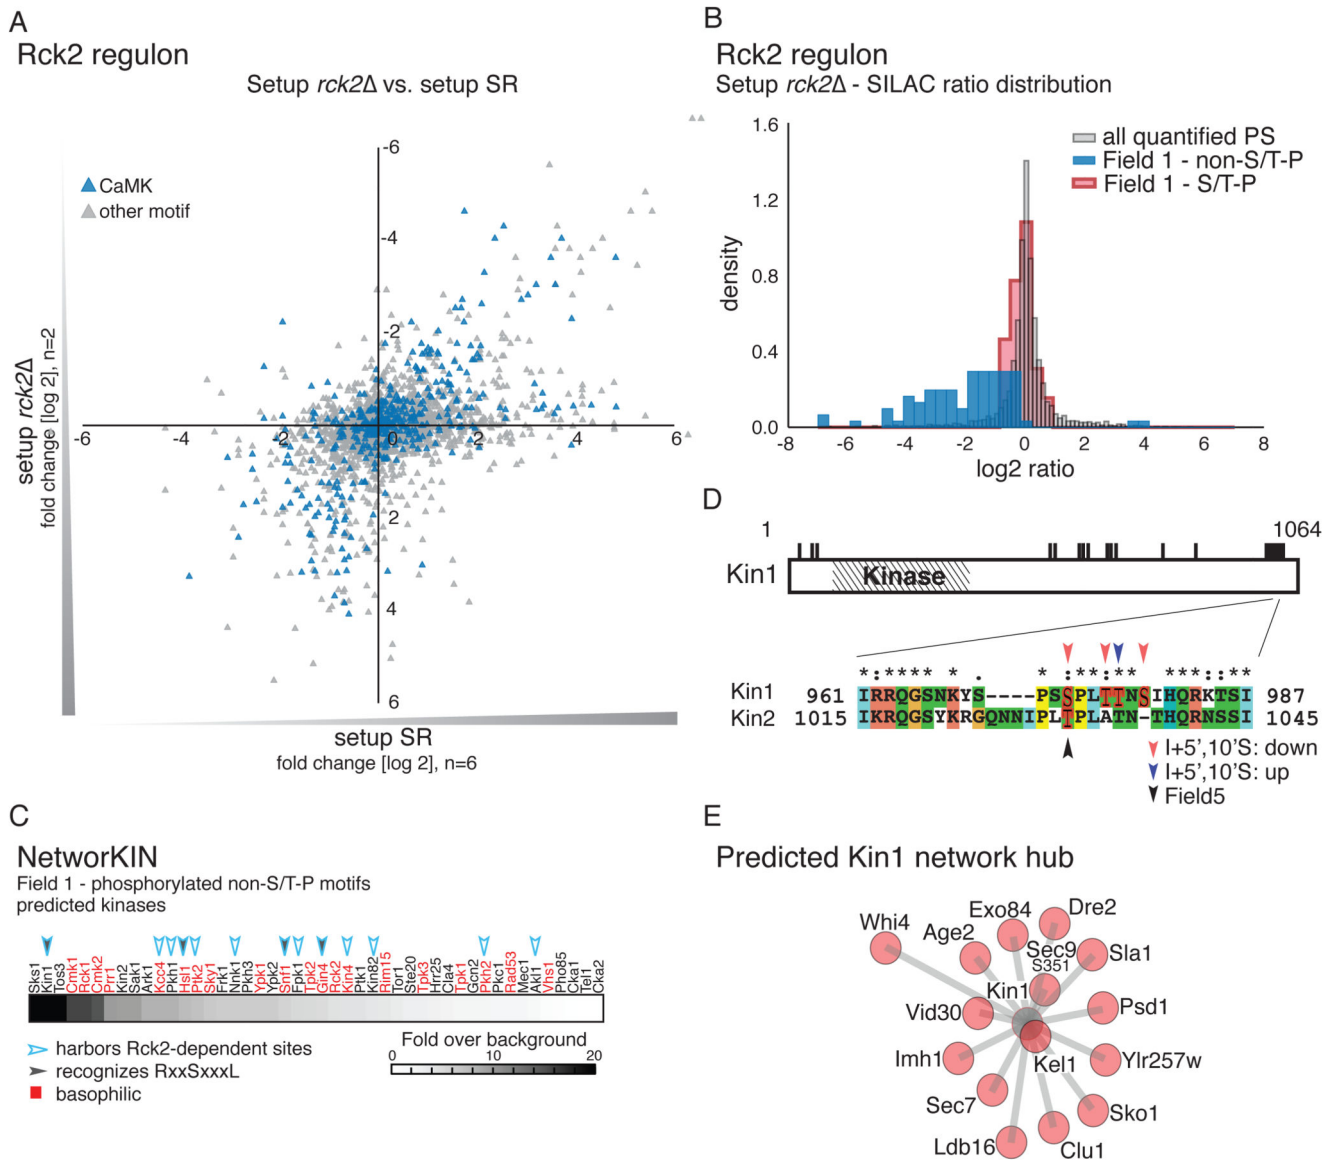 A
Rck2 regulon
Setup rck2Δ vs. setup SR
CaMK
other motif
-6
-4
-2
2
4
6
-6
-4
-2
0
2
4
6
setup rck2Δ
fold change [log 2], n=2
setup SR
fold change [log 2], n=6
B
Rck2 regulon
Setup rck2Δ - SILAC ratio distribution
all quantified PS
Field 1 - non-S/T-P
Field 1 - S/T-P
density
1.6
1.2
0.8
0.4
0.0
-8
-6
-4
-2
0
2
4
6
8
log2 ratio
C
NetworKIN
Field 1 - phosphorylated non-S/T-P motifs
predicted kinases
Sks1
Kin1
Tos3
Cmk1
Rck1
Cmk2
Prr1
Kin2
Sak1
Ark1
Kcc4
Pkh1
Hsl1
Ptk2
Sky1
Frk1
Nnk1
Pkh3
Ypk1
Ypk2
Snf1
Fpk1
Tpk2
Gin4
Rck2
Kin4
Ptk1
Kin82
Rim15
Tor1
Ste20
Tpk3
Hrr25
Cla4
Tpk1
Gcn2
Pkh2
Pkc1
Rad53
Mec1
Akl1
Vhs1
Pho85
Cka1
Tel1
Cka2
harbors Rck2-dependent sites
recognizes RxxSxxxL
basophilic
Fold over background
0 10 20
D
1 1064
Kin1
Kinase
*:**** * . * : **:** ***::**
Kin1 961 IRRQGSNKYS----PSSPLTTNSIHQRKTSI 987
Kin2 1015 IKRQGSYKRGQNNIPLTPLATN-THQRNSSI 1045
I+5',10'S: down
I+5',10'S: up
Field5
E
Predicted Kin1 network hub
Whi4
Age2
Exo84
Dre2
Sec9
S351
Sla1
Kin1
Vid30
Psd1
Imh1
Kel1
Ylr257w
Sec7
Sko1
Ldb16
Clu1